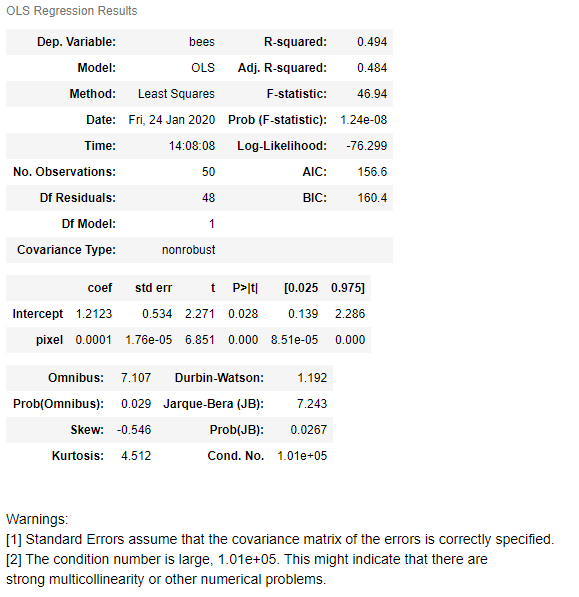 OLS Regression Results
Dep. Variable: bees R-squared: 0.494
Model: OLS Adj. R-squared: 0.484
Method: Least Squares F-statistic: 46.94
Date: Fri, 24 Jan 2020 Prob (F-statistic): 1.24e-08
Time: 14:08:08 Log-Likelihood: -76.299
No. Observations: 50 AIC: 156.6
Df Residuals: 48 BIC: 160.4
Df Model: 1
Covariance Type: nonrobust
coef std err t P>|t| [0.025 0.975]
Intercept 1.2123 0.534 2.271 0.028 0.139 2.286
pixel 0.0001 1.76e-05 6.851 0.000 8.51e-05 0.000
Omnibus: 7.107 Durbin-Watson: 1.192
Prob(Omnibus): 0.029 Jarque-Bera (JB): 7.243
Skew: -0.546 Prob(JB): 0.0267
Kurtosis: 4.512 Cond. No. 1.01e+05
Warnings:
[1] Standard Errors assume that the covariance matrix of the errors is correctly specified.
[2] The condition number is large, 1.01e+05. This might indicate that there are
strong multicollinearity or other numerical problems.